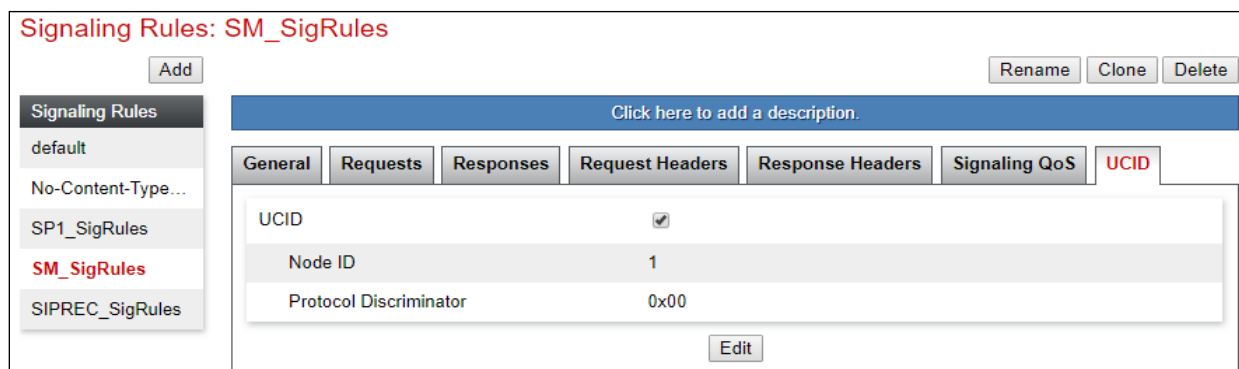 Signaling Rules: SM_SigRules
Add
Rename Clone Delete
Signaling Rules
default
No-Content-Type...
SP1_SigRules
SM_SigRules
SIPREC_SigRules
Click here to add a description.
General Requests Responses Request Headers Response Headers Signaling QoS UCID
UCID
Node ID 1
Protocol Discriminator 0x00
Edit